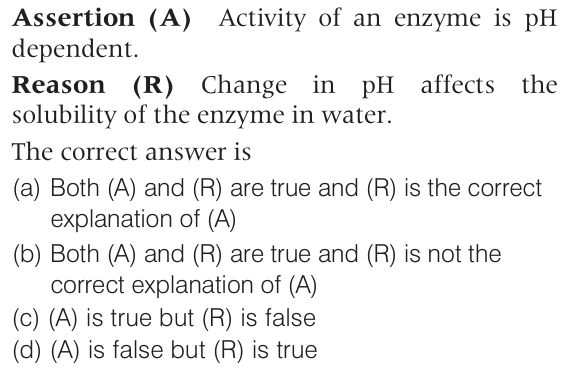 Assertion (A) Activity of an enzyme is pH
dependent.
Reason (R) Change in pH affects the
solubility of the enzyme in water.
The correct answer is
(a) Both (A) and (R) are true and (R) is the correct
explanation of (A)
(b) Both (A) and (R) are true and (R) is not the
correct explanation of (A)
(c) (A) is true but (R) is false
(d) (A) is false but (R) is true